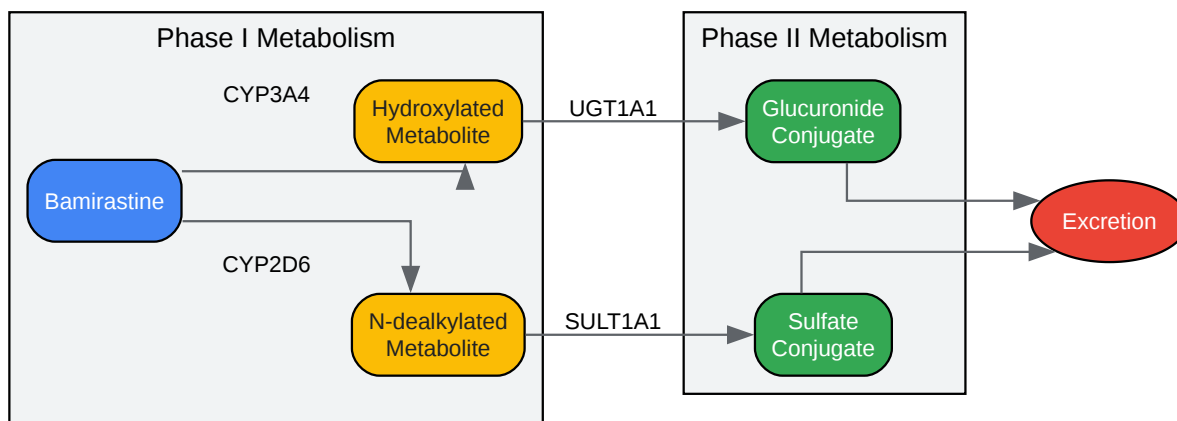 Phase I Metabolism
Phase II Metabolism
CYP3A4
Hydroxylated
Metabolite
UGT1A1
Glucuronide
Conjugate
Bamirastine
Excretion
CYP2D6
N-dealkylated
Metabolite
SULT1A1
Sulfate
Conjugate